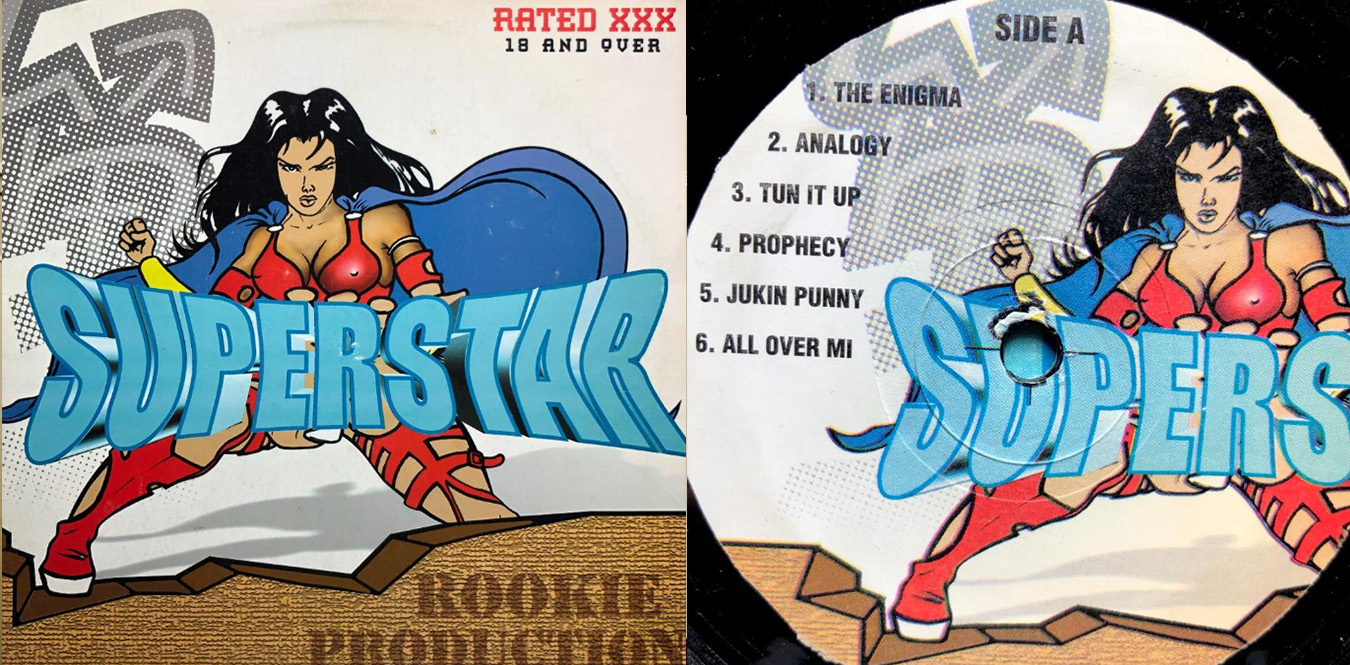 RATED XXX
18 AND OVER
SUPERSTAR
ROOKIE
PRODUCTION
SIDE A
1. THE ENIGMA
2. ANALOGY
3. TUN IT UP
4. PROPHECY
5. JUKIN PUNNY
6. ALL OVER MI
SUPERS